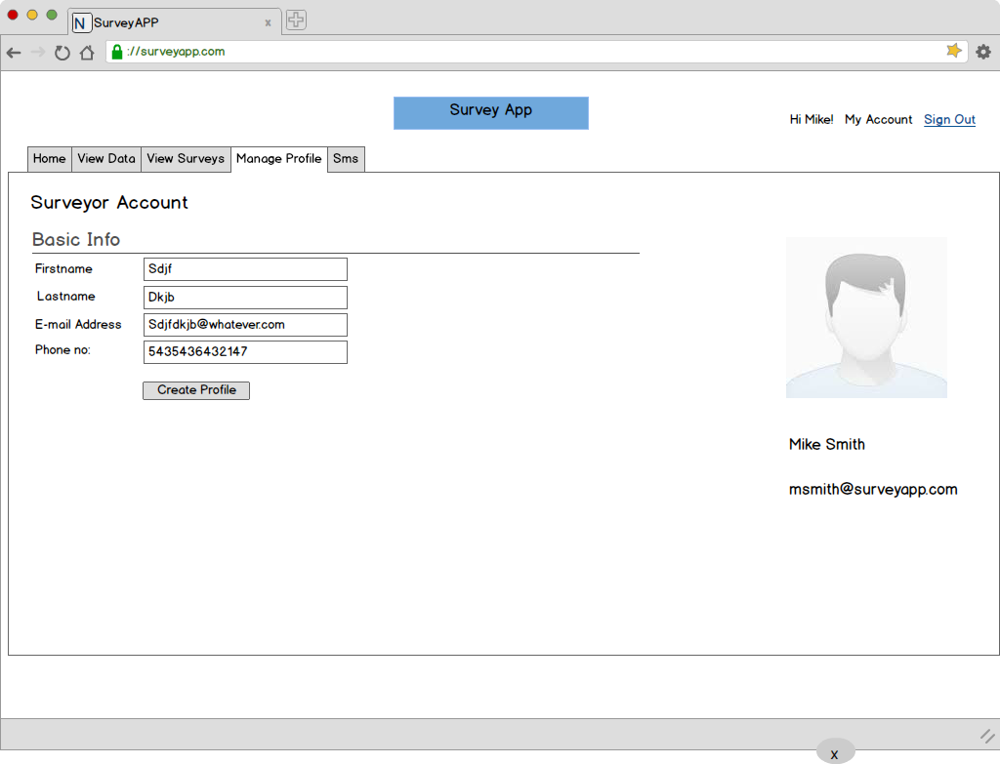 N SurveyAPP x
://surveyapp.com
Survey App
Hi Mike! My Account Sign Out
Home View Data View Surveys Manage Profile Sms
Surveyor Account
Basic Info
Firstname Sdjf
Lastname Dkjb
E-mail Address Sdjfdkjb@whatever.com
Phone no: 5435436432147
Create Profile
Mike Smith
msmith@surveyapp.com
x